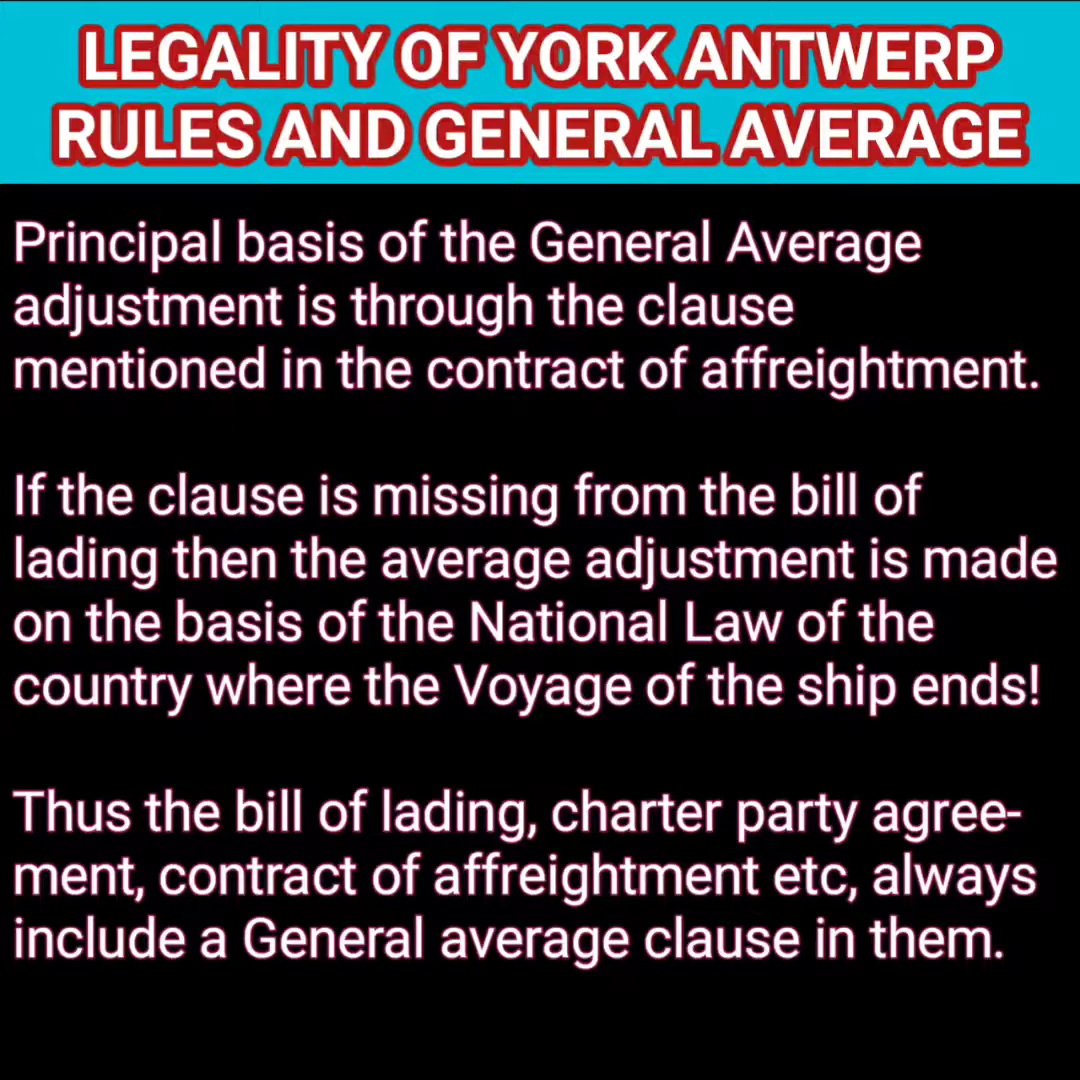 LEGALITY OF YORK ANTWERP
RULES AND GENERAL AVERAGE
Principal basis of the General Average
adjustment is through the clause
mentioned in the contract of affreightment.
If the clause is missing from the bill of
lading then the average adjustment is made
on the basis of the National Law of the
country where the Voyage of the ship ends!
Thus the bill of lading, charter party agree-
ment, contract of affreightment etc, always
include a General average clause in them.